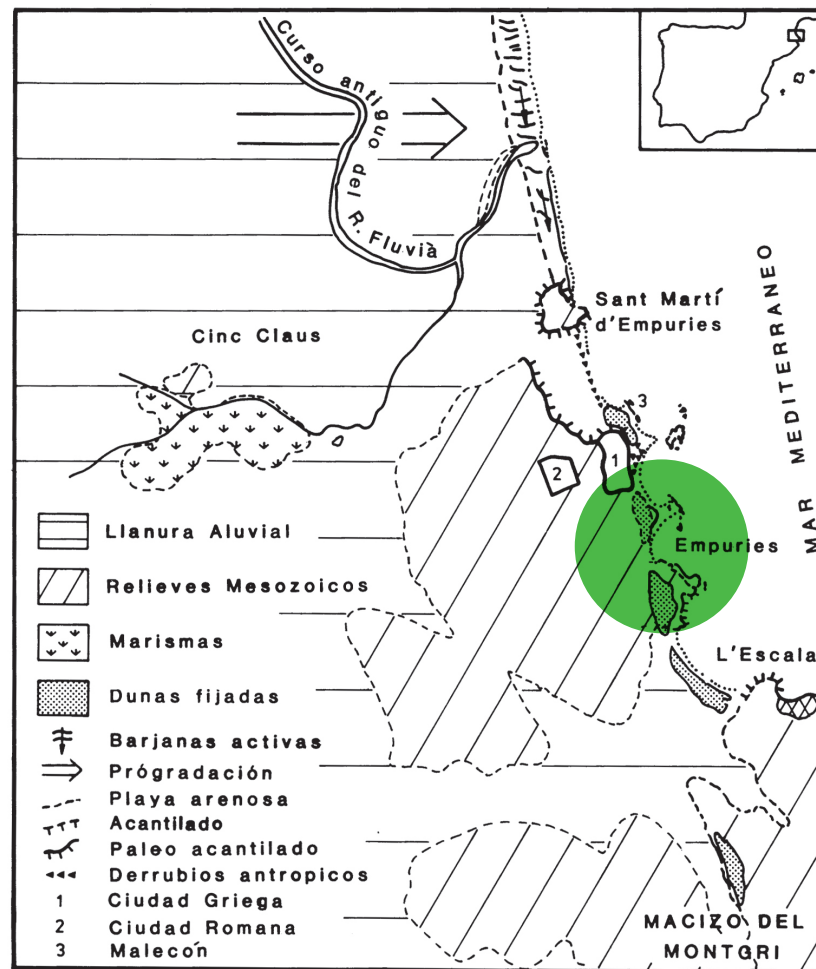 Curso antiguo del
R. Fluvià
Sant Martí
d'Empuries
Cinc Claus
MAR MEDITERRANEO
3
1
2
Empuries
L'Escala
MACIZO DEL
MONTGRI
Llanura Aluvial
Relieves Mesozoicos
Marismas
Dunas fijadas
Barjanas activas
Prógradación
Playa arenosa
Acantilado
Paleo acantilado
Derrubios antropicos
1 Ciudad Griega
2 Ciudad Romana
3 Malecón